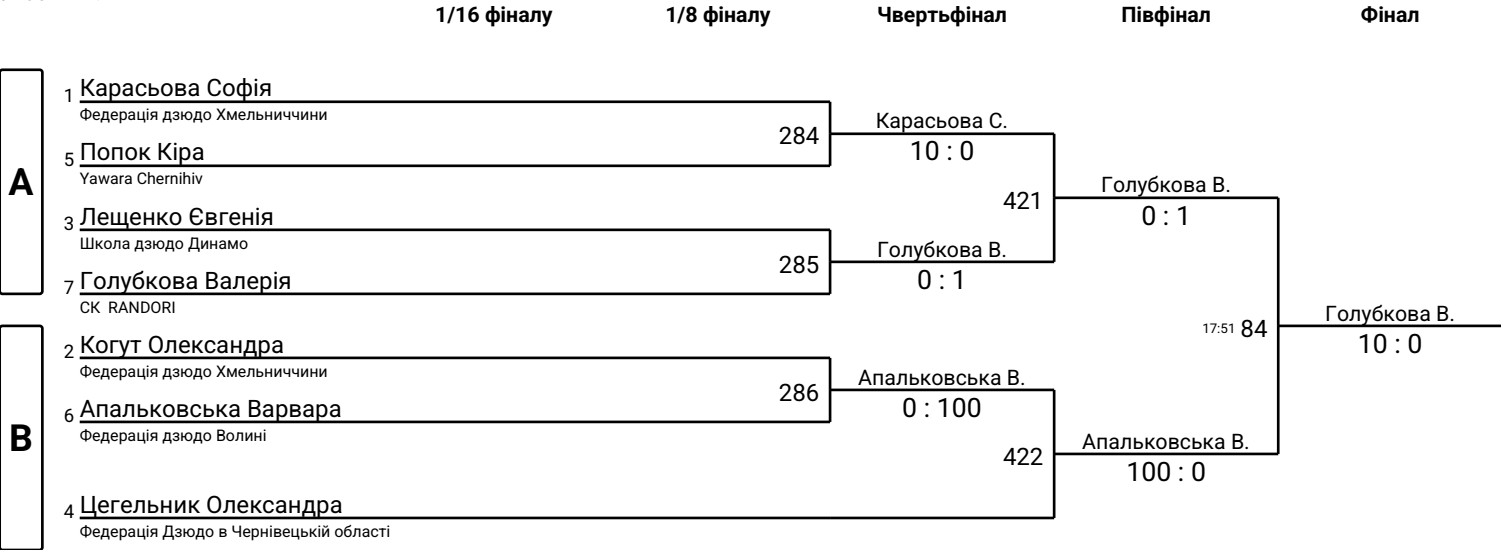 1/16 фіналу 1/8 фіналу Чвертьфінал Півфінал Фінал
A
1 Карасьова Софія
Федерація дзюдо Хмельниччини
284
Карасьова С.
10 : 0
5 Попок Кіра
Yawara Chernihiv
421
Голубкова В.
0 : 1
3 Лещенко Євгенія
Школа дзюдо Динамо
285
Голубкова В.
0 : 1
7 Голубкова Валерія
СК RANDORI
17:51 84
Голубкова В.
10 : 0
B
2 Когут Олександра
Федерація дзюдо Хмельниччини
286
Апальковська В.
0 : 100
6 Апальковська Варвара
Федерація дзюдо Волині
422
Апальковська В.
100 : 0
4 Цегельник Олександра
Федерація Дзюдо в Чернівецькій області